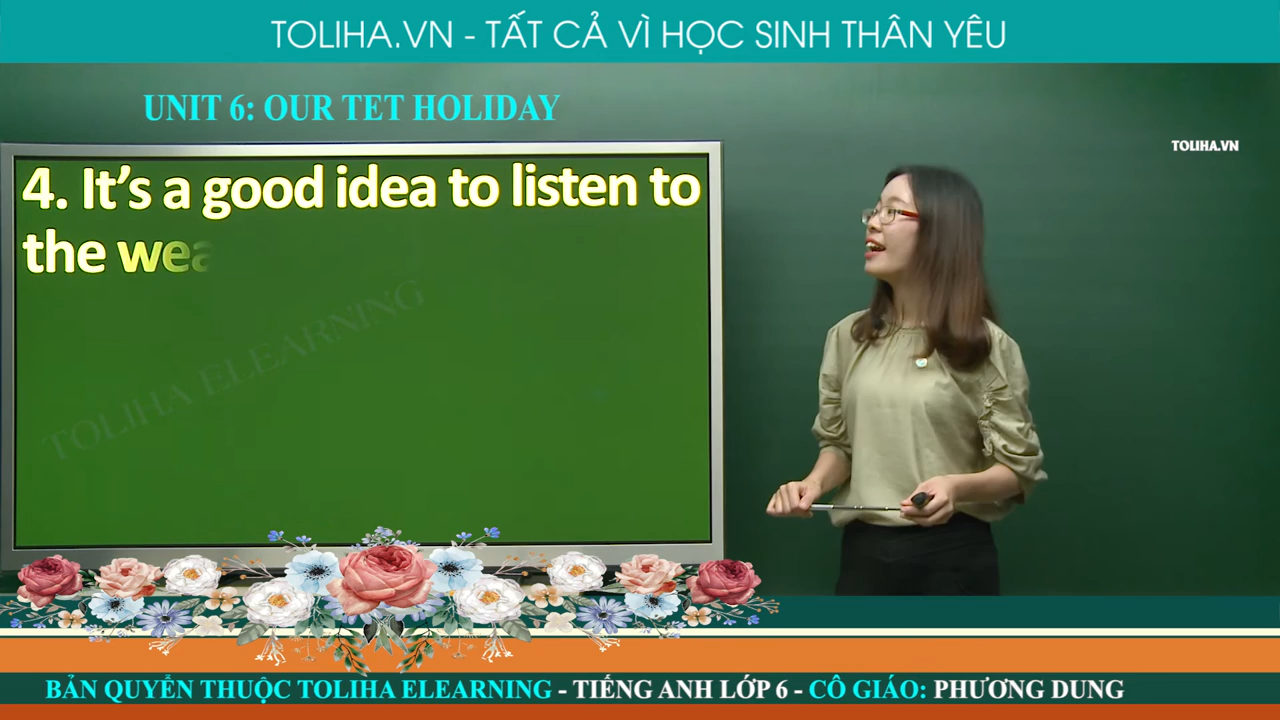 TOLIHA.VN - TẤT CẢ VÌ HỌC SINH THÂN YÊU
UNIT 6: OUR TET HOLIDAY
TOLIHA.VN
4. It’s a good idea to listen to
the
TOLIHA ELEARNING
BẢN QUYỀN THUỘC TOLIHA ELEARNING - TIẾNG ANH LỚP 6 - CÔ GIÁO: PHƯƠNG DUNG